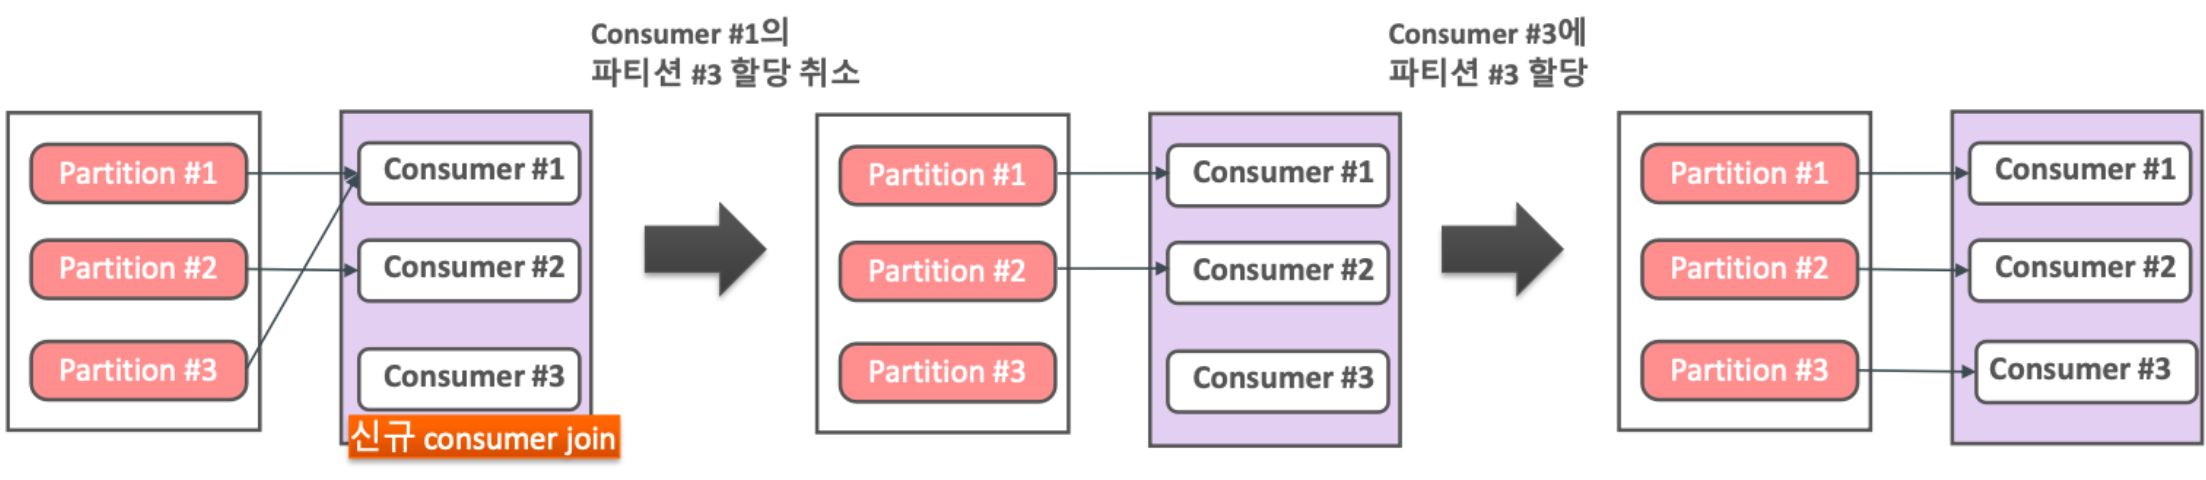 Consumer #1의
파티션 #3 할당 취소
Consumer #3에
파티션 #3 할당
Partition #1
Partition #2
Partition #3
Consumer #1
Consumer #2
Consumer #3
신규 consumer join
Partition #1
Partition #2
Partition #3
Consumer #1
Consumer #2
Consumer #3
Partition #1
Partition #2
Partition #3
Consumer #1
Consumer #2
Consumer #3